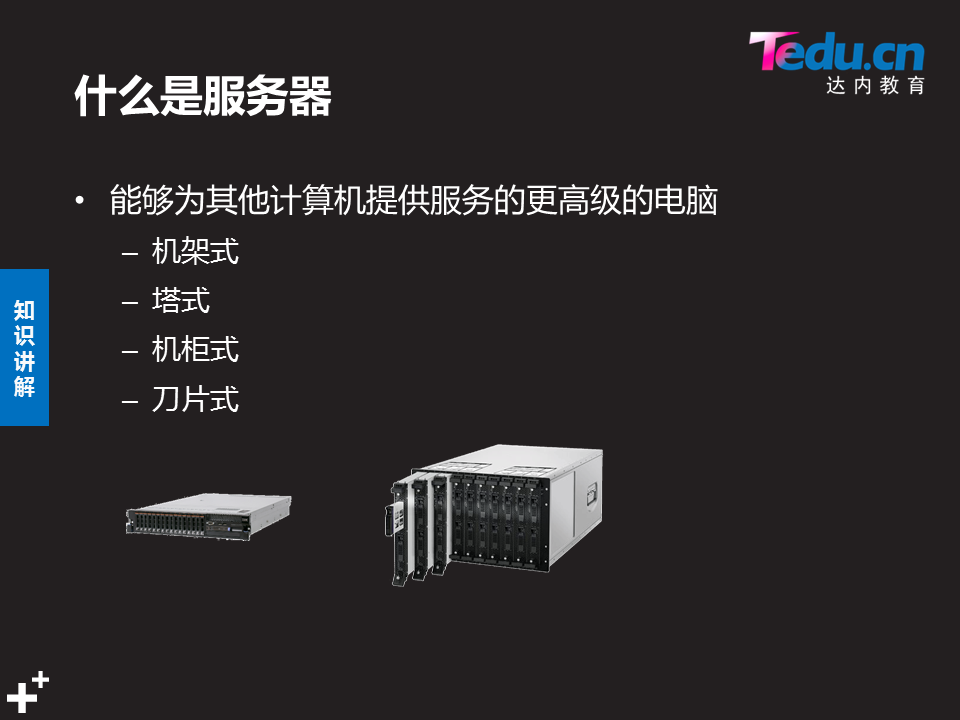 Tedu.cn
达内教育
什么是服务器
• 能够为其他计算机提供服务的更高级的电脑
– 机架式
– 塔式
– 机柜式
– 刀片式
知识讲解